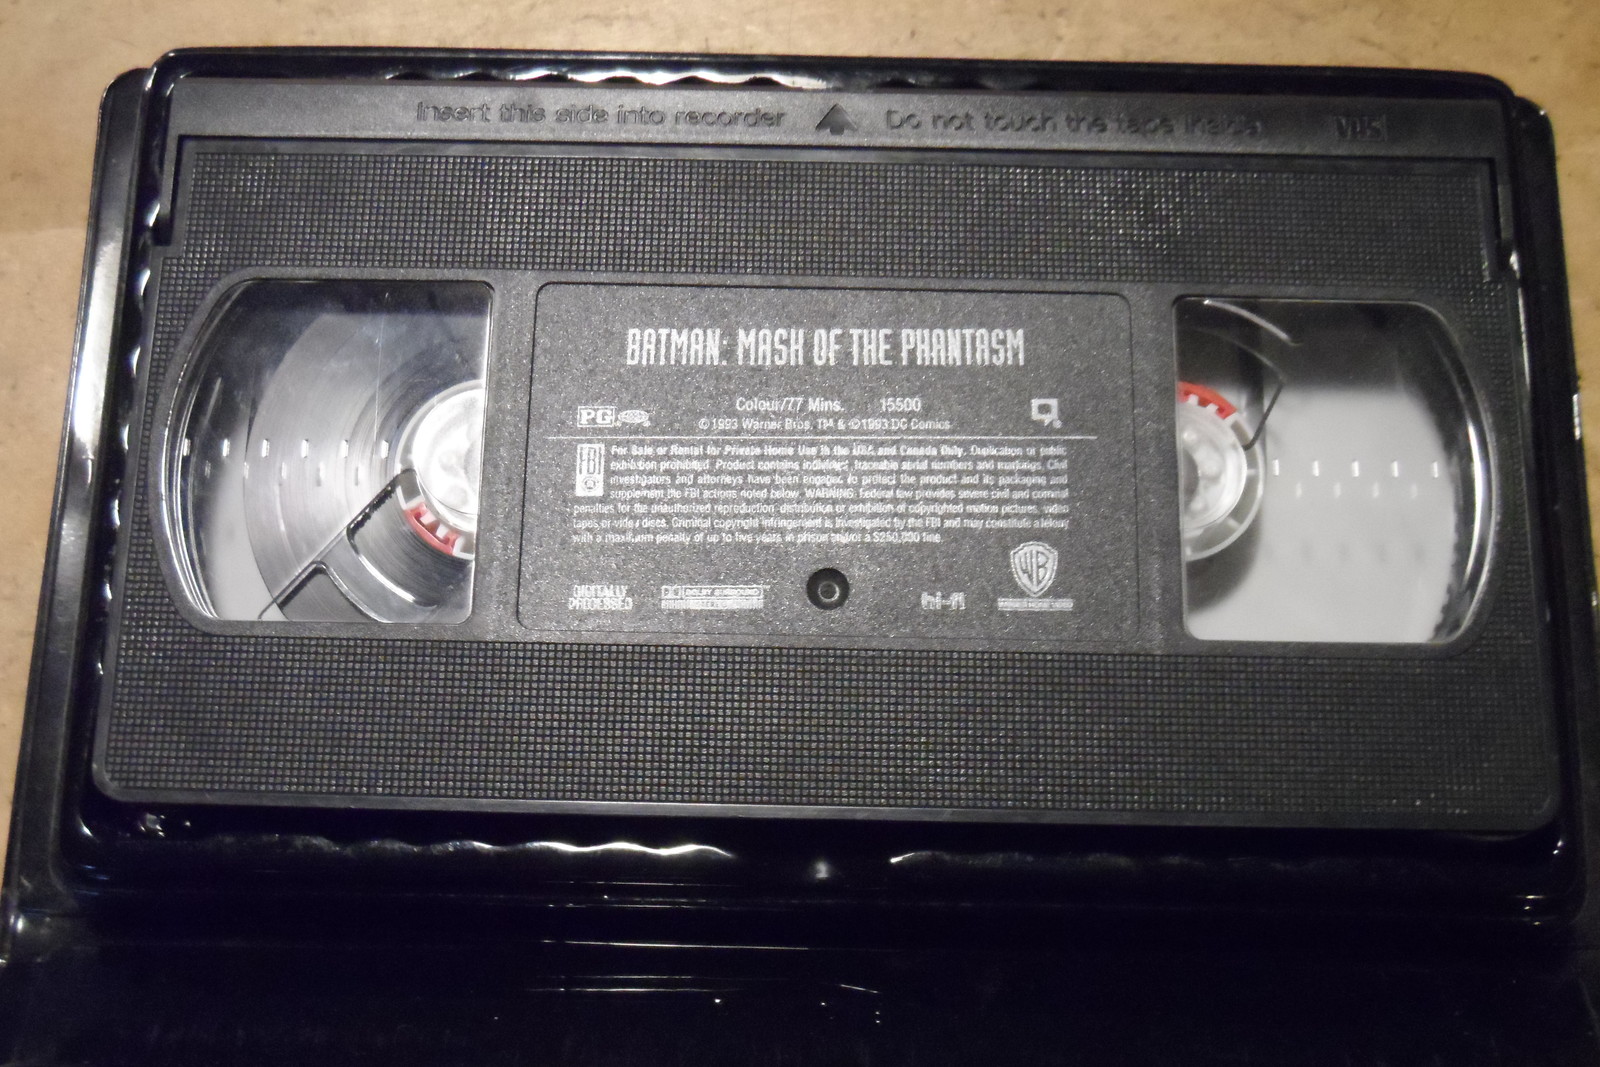 Insert this side into recorder Do not touch the tape inside VHS
BATMAN: MASK OF THE PHANTASM
Colour/77 Mins. 15500
PG
©1993 Warner Bros. TM & ©1993 DC Comics
FBI
For Sale or Rental for Private Home Use in the USA and Canada Only. Duplication or public
exhibition prohibited. Product contains individual, traceable serial numbers and markings. Civil
investigators and attorneys have been engaged to protect the product and its packaging and
supplement the FBI actions noted below. WARNING: Federal law provides severe civil and criminal
penalties for the unauthorized reproduction, distribution or exhibition of copyrighted motion pictures, video
tapes or video discs. Criminal copyright infringement is investigated by the FBI and may constitute a felony
with a maximum penalty of up to five years in prison and/or a $250,000 fine.
DIGITALLY
PROCESSED
DOLBY SURROUND
hi-fi
WB
WARNER HOME VIDEO